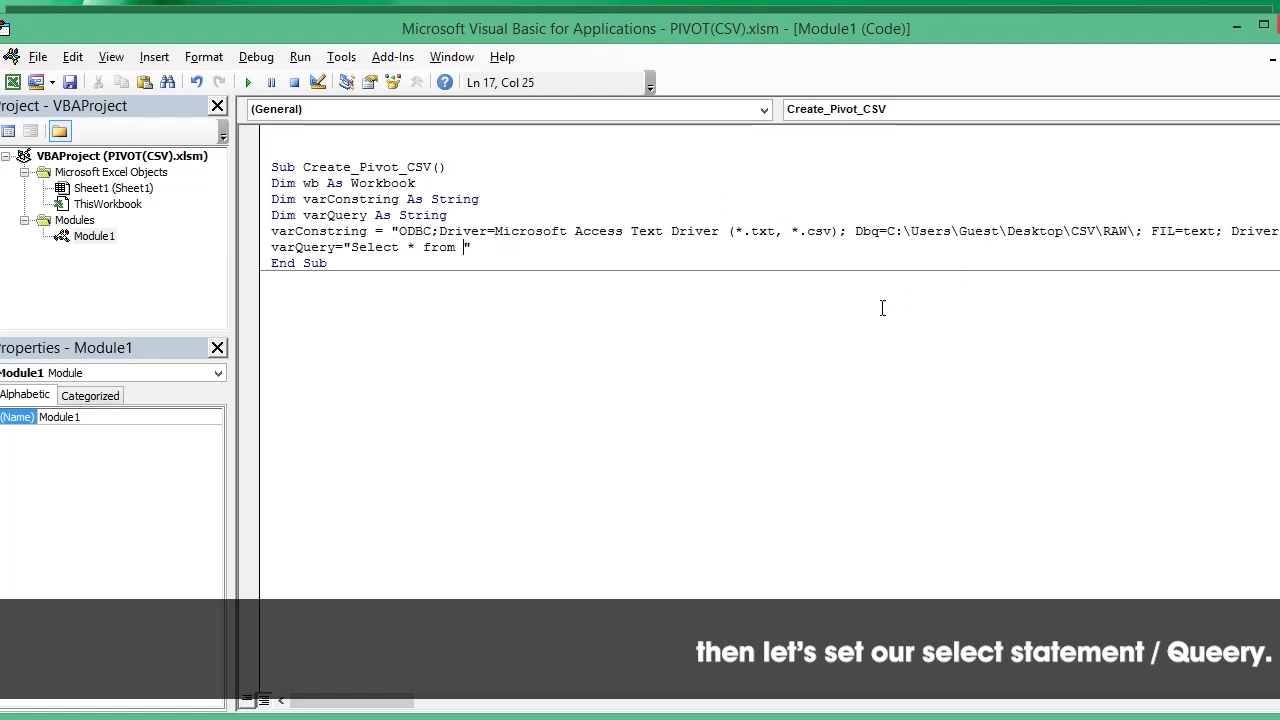 Microsoft Visual Basic for Applications - PIVOT(CSV).xlsm - [Module1 (Code)]
File Edit View Insert Format Debug Run Tools Add-Ins Window Help
Ln 17, Col 25
roject - VBAProject
(General)
Create_Pivot_CSV
VBAProject (PIVOT(CSV).xlsm)
Microsoft Excel Objects
Sheet1 (Sheet1)
ThisWorkbook
Modules
Module1
Sub Create_Pivot_CSV()
Dim wb As Workbook
Dim varConstring As String
Dim varQuery As String
varConstring = "ODBC;Driver=Microsoft Access Text Driver (*.txt, *.csv); Dbq=C:\Users\Guest\Desktop\CSV\RAW\; FIL=text; Driver
varQuery="Select * from "
End Sub
roperties - Module1
Module1 Module
Alphabetic Categorized
(Name) Module1
then let's set our select statement / Queery.